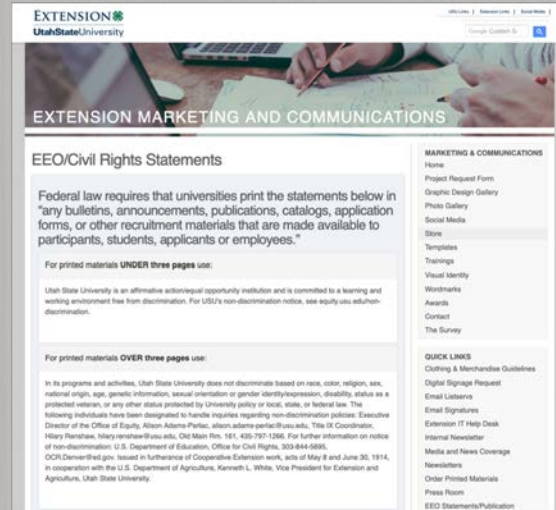 EXTENSION
UtahStateUniversity
USU Links | Extension Links | Social Media |
Google Custom S
EXTENSION MARKETING AND COMMUNICATIONS
EEO/Civil Rights Statements
Federal law requires that universities print the statements below in
"any bulletins, announcements, publications, catalogs, application
forms, or other recruitment materials that are made available to
participants, students, applicants or employees."
For printed materials UNDER three pages use:
Utah State University is an affirmative action/equal opportunity institution and is committed to a learning and
working environment free from discrimination. For USU's non-discrimination notice, see equity.usu.edu/non-
discrimination.
For printed materials OVER three pages use:
In its programs and activities, Utah State University does not discriminate based on race, color, religion, sex,
national origin, age, genetic information, sexual orientation or gender identity/expression, disability, status as a
protected veteran, or any other status protected by University policy or local, state, or federal law. The
following individuals have been designated to handle inquiries regarding non-discrimination policies: Executive
Director of the Office of Equity, Alison Adams-Perlac, alison.adams-perlac@usu.edu, Title IX Coordinator,
Hilary Renshaw, hilary.renshaw@usu.edu, Old Main Rm. 161, 435-797-1266. For further information on notice
of non-discrimination: U.S. Department of Education, Office for Civil Rights, 303-844-5695,
OCR.Denver@ed.gov. Issued in furtherance of Cooperative Extension work, acts of May 8 and June 30, 1914,
in cooperation with the U.S. Department of Agriculture, Kenneth L. White, Vice President for Extension and
Agriculture, Utah State University.
MARKETING & COMMUNICATIONS
Home
Project Request Form
Graphic Design Gallery
Photo Gallery
Social Media
Store
Templates
Trainings
Visual Identity
Wordmarks
Awards
Contact
The Survey
QUICK LINKS
Clothing & Merchandise Guidelines
Digital Signage Request
Email Listservs
Email Signatures
Extension IT Help Desk
Internal Newsletter
Media and News Coverage
Newsletters
Order Printed Materials
Press Room
EEO Statements/Publication